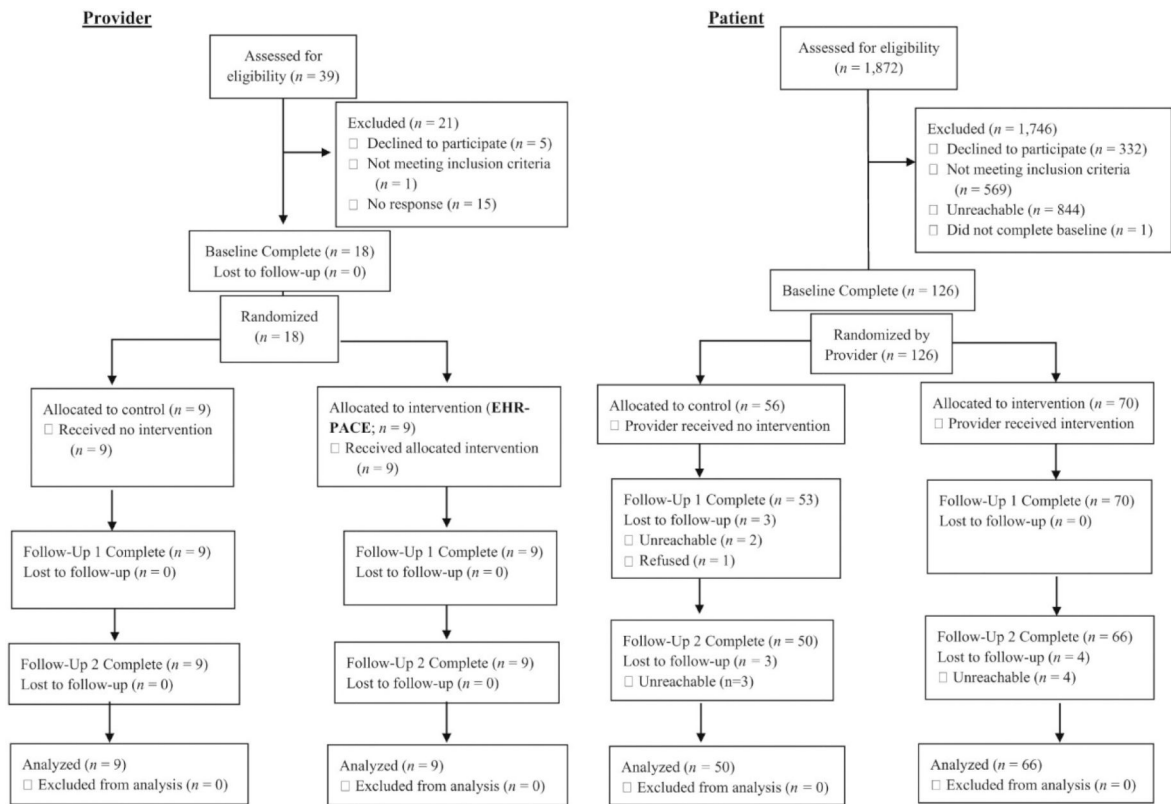 Provider
Assessed for
eligibility (n = 39)
Excluded (n = 21)
☐ Declined to participate (n = 5)
☐ Not meeting inclusion criteria
(n = 1)
☐ No response (n = 15)
Baseline Complete (n = 18)
Lost to follow-up (n = 0)
Randomized
(n = 18)
Allocated to control (n = 9)
☐ Received no intervention
(n = 9)
Allocated to intervention (EHR-
PACE; n = 9)
☐ Received allocated intervention
(n = 9)
Follow-Up 1 Complete (n = 9)
Lost to follow-up (n = 0)
Follow-Up 1 Complete (n = 9)
Lost to follow-up (n = 0)
Follow-Up 2 Complete (n = 9)
Lost to follow-up (n = 0)
Follow-Up 2 Complete (n = 9)
Lost to follow-up (n = 0)
Analyzed (n = 9)
☐ Excluded from analysis (n = 0)
Analyzed (n = 9)
☐ Excluded from analysis (n = 0)
Patient
Assessed for eligibility
(n = 1,872)
Excluded (n = 1,746)
☐ Declined to participate (n = 332)
☐ Not meeting inclusion criteria
(n = 569)
☐ Unreachable (n = 844)
☐ Did not complete baseline (n = 1)
Baseline Complete (n = 126)
Randomized by
Provider (n = 126)
Allocated to control (n = 56)
☐ Provider received no intervention
Allocated to intervention (n = 70)
☐ Provider received intervention
Follow-Up 1 Complete (n = 53)
Lost to follow-up (n = 3)
☐ Unreachable (n = 2)
☐ Refused (n = 1)
Follow-Up 1 Complete (n = 70)
Lost to follow-up (n = 0)
Follow-Up 2 Complete (n = 50)
Lost to follow-up (n = 3)
☐ Unreachable (n=3)
Follow-Up 2 Complete (n = 66)
Lost to follow-up (n = 4)
☐ Unreachable (n = 4)
Analyzed (n = 50)
☐ Excluded from analysis (n = 0)
Analyzed (n = 66)
☐ Excluded from analysis (n = 0)